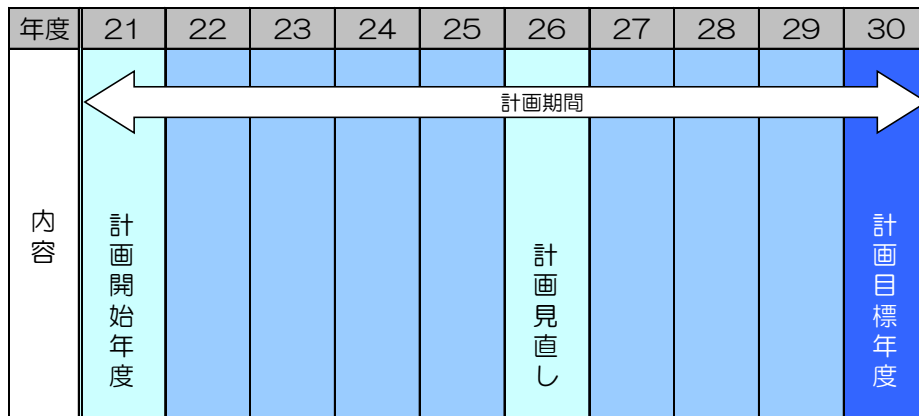 年度 21 22 23 24 25 26 27 28 29 30
計画期間
内容
計画開始年度
計画見直し
計画目標年度